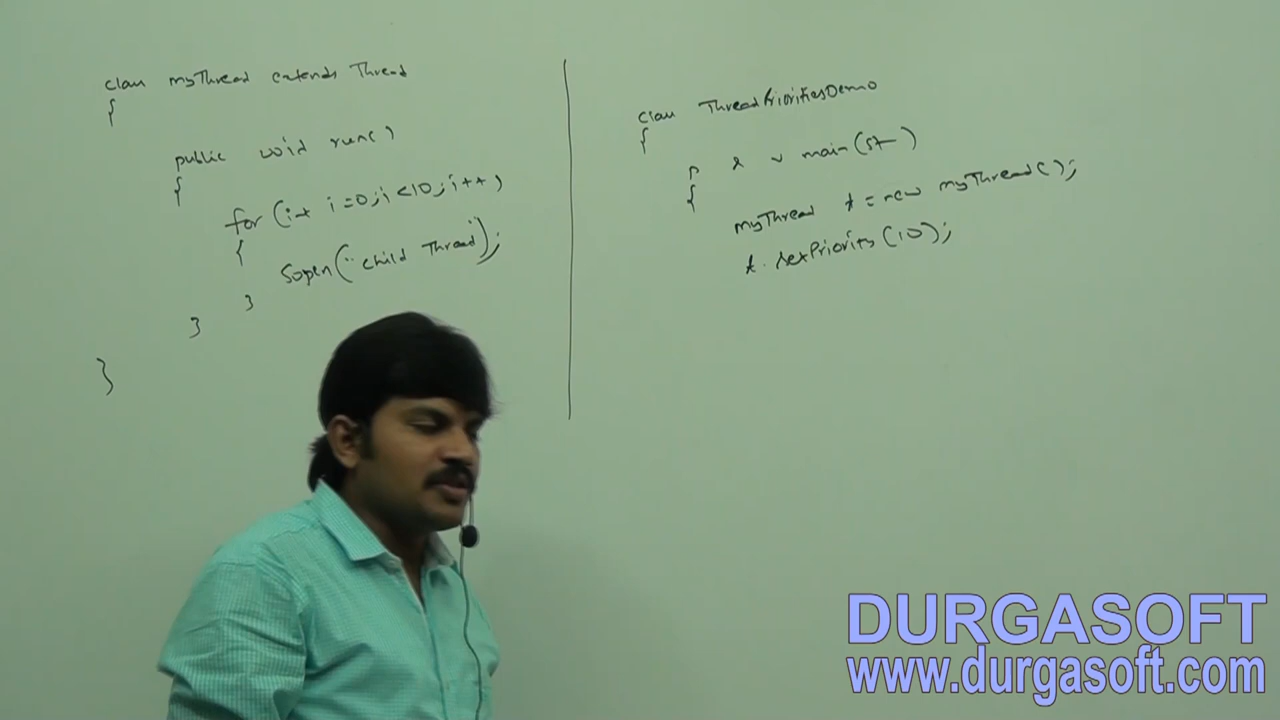 class myThread extends Thread
{
public void run()
{
for (int i=0;i<10;i++)
{
Sopln("child Thread);
}
}
}
class ThreadPrioritiesDemo
{
p s v main(st )
{
myThread t = new myThread();
t.setPriority(10);
DURGASOFT
www.durgasoft.com